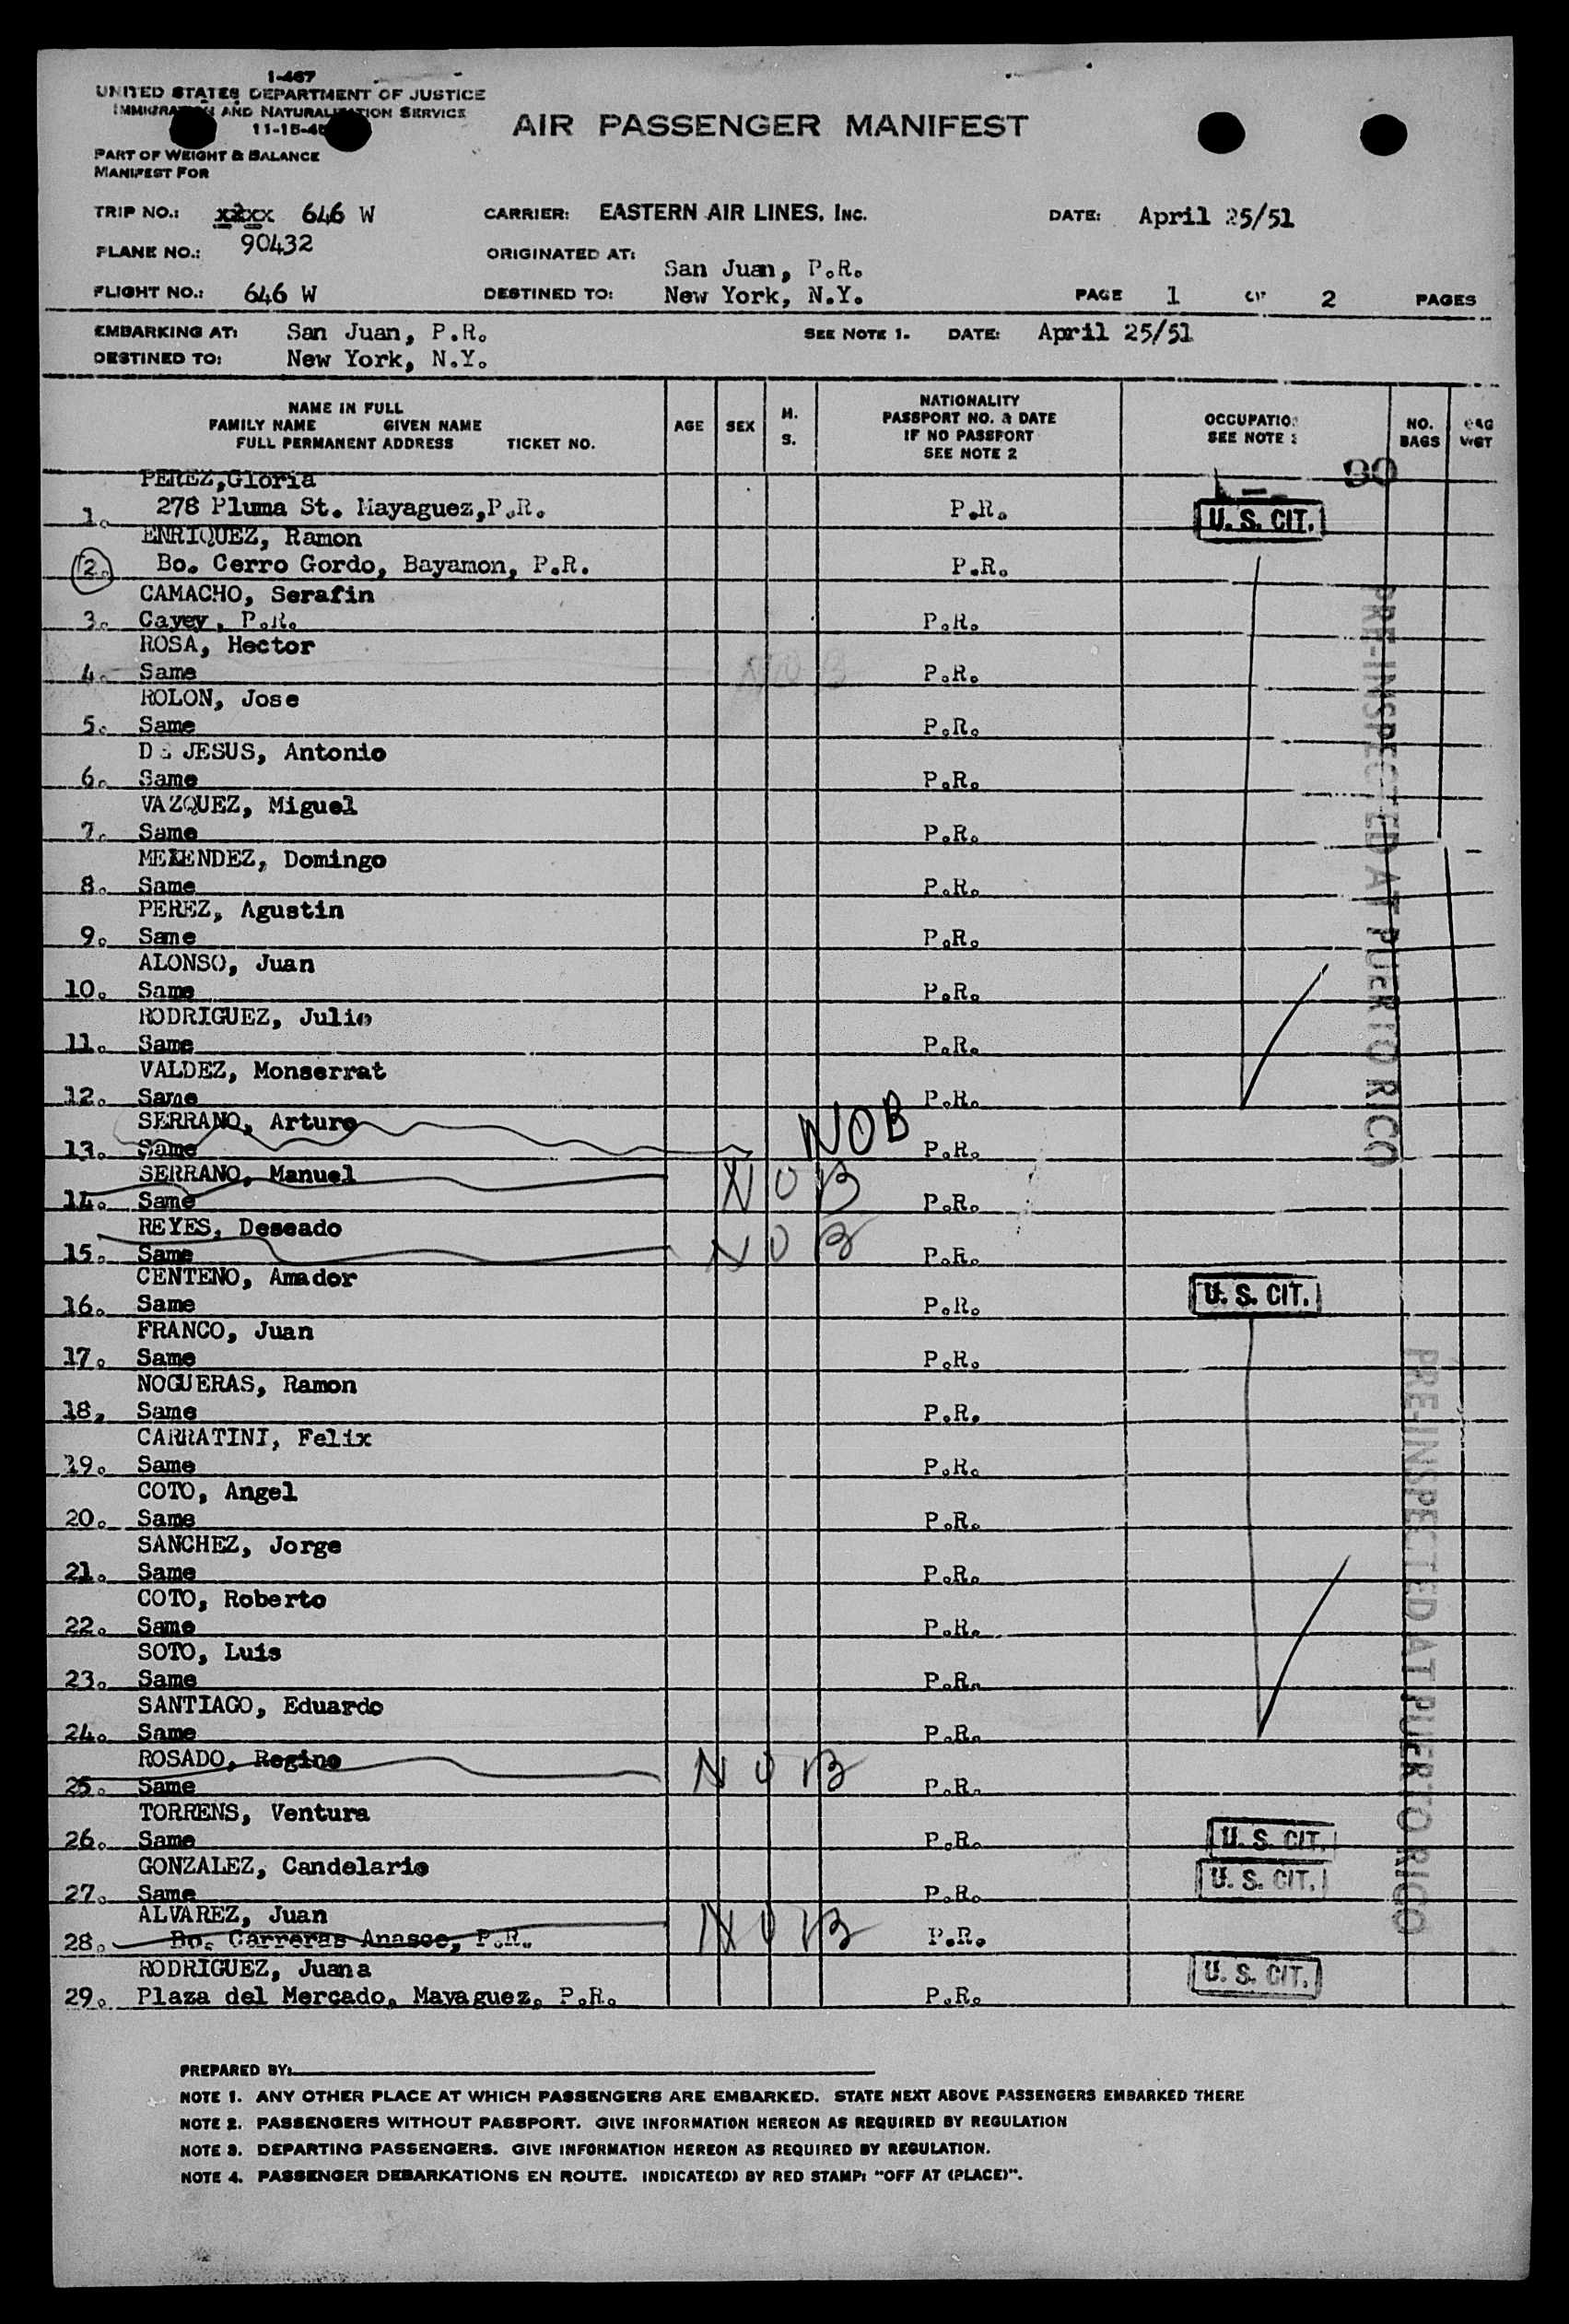 I-467
UNITED STATES DEPARTMENT OF JUSTICE
IMMIGRATION AND NATURALIZATION SERVICE
11-15-45
AIR PASSENGER MANIFEST
PART OF WEIGHT & BALANCE
MANIFEST FOR
TRIP NO.: 646 W CARRIER: EASTERN AIR LINES, INC. DATE: April 25/51
PLANE NO.: 90432 ORIGINATED AT: San Juan, P.R.
FLIGHT NO.: 646 W DESTINED TO: New York, N.Y. PAGE 1 OF 2 PAGES
EMBARKING AT: San Juan, P.R. SEE NOTE 1. DATE: April 25/51
DESTINED TO: New York, N.Y.
NAME IN FULL
FAMILY NAME GIVEN NAME
FULL PERMANENT ADDRESS TICKET NO.
AGE
SEX
M.
S.
NATIONALITY
PASSPORT NO. & DATE
IF NO PASSPORT
SEE NOTE 2
OCCUPATION
SEE NOTE
NO.
BAGS
BAG
WGT
90
PEREZ,Gloria
1. 278 Pluma St. Mayaguez,P.R. P.R. U. S. CIT.
ENRIQUEZ, Ramon
2. Bo. Cerro Gordo, Bayamon, P.R. P.R.
CAMACHO, Serafin
3. Cayey, P.R. P.R.
ROSA, Hector
4. Same NOB P.R.
ROLON, Jose
5. Same P.R.
DE JESUS, Antonio
6. Same P.R.
VAZQUEZ, Miguel
7. Same P.R.
MELENDEZ, Domingo
8. Same P.R.
PEREZ, Agustin
9. Same P.R.
ALONSO, Juan
10. Same P.R.
RODRIGUEZ, Julio
11. Same P.R.
VALDEZ, Monserrat
12. Same P.R.
SERRANO, Arturo
13. Same NOB P.R.
SERRANO, Manuel
14. Same NOB P.R.
REYES, Deseado
15. Same NOB P.R.
CENTENO, Amador
16. Same P.R. U. S. CIT.
FRANCO, Juan
17. Same P.R.
NOGUERAS, Ramon
18. Same P.R.
CARRATINI, Felix
19. Same P.R.
COTO, Angel
20. Same P.R.
SANCHEZ, Jorge
21. Same P.R.
COTO, Roberto
22. Same P.R.
SOTO, Luis
23. Same P.R.
SANTIAGO, Eduardo
24. Same P.R.
ROSADO, Regino
25. Same NOB P.R.
TORRENS, Ventura
26. Same P.R. U. S. CIT.
GONZALEZ, Candelario
27. Same P.R. U. S. CIT.
ALVAREZ, Juan
28. Bo. Carreras Anasco, P.R. NOB P.R.
RODRIGUEZ, Juana
29. Plaza del Mercado, Mayaguez, P.R. P.R. U. S. CIT.
PRE-INSPECTED AT PUERTO RICO
PRE-INSPECTED AT PUERTO RICO
PREPARED BY:
NOTE 1. ANY OTHER PLACE AT WHICH PASSENGERS ARE EMBARKED. STATE NEXT ABOVE PASSENGERS EMBARKED THERE
NOTE 2. PASSENGERS WITHOUT PASSPORT. GIVE INFORMATION HEREON AS REQUIRED BY REGULATION
NOTE 3. DEPARTING PASSENGERS. GIVE INFORMATION HEREON AS REQUIRED BY REGULATION.
NOTE 4. PASSENGER DEBARKATIONS EN ROUTE. INDICATE(D) BY RED STAMP: "OFF AT (PLACE)".